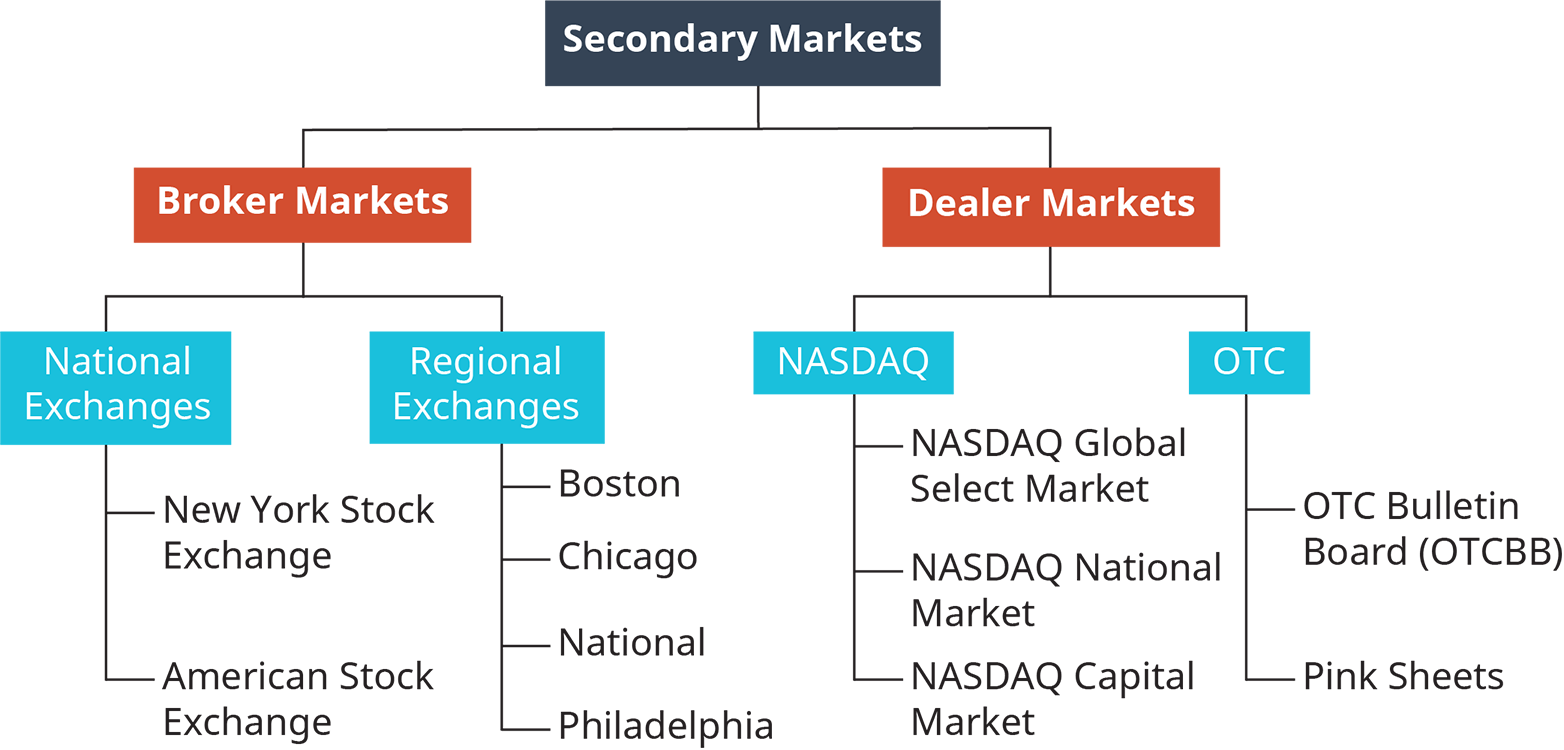 Secondary Markets
Broker Markets
Dealer Markets
National
Exchanges
Regional
Exchanges
NASDAQ
OTC
New York Stock
Exchange
American Stock
Exchange
Boston
Chicago
National
Philadelphia
NASDAQ Global
Select Market
NASDAQ National
Market
NASDAQ Capital
Market
OTC Bulletin
Board (OTCBB)
Pink Sheets